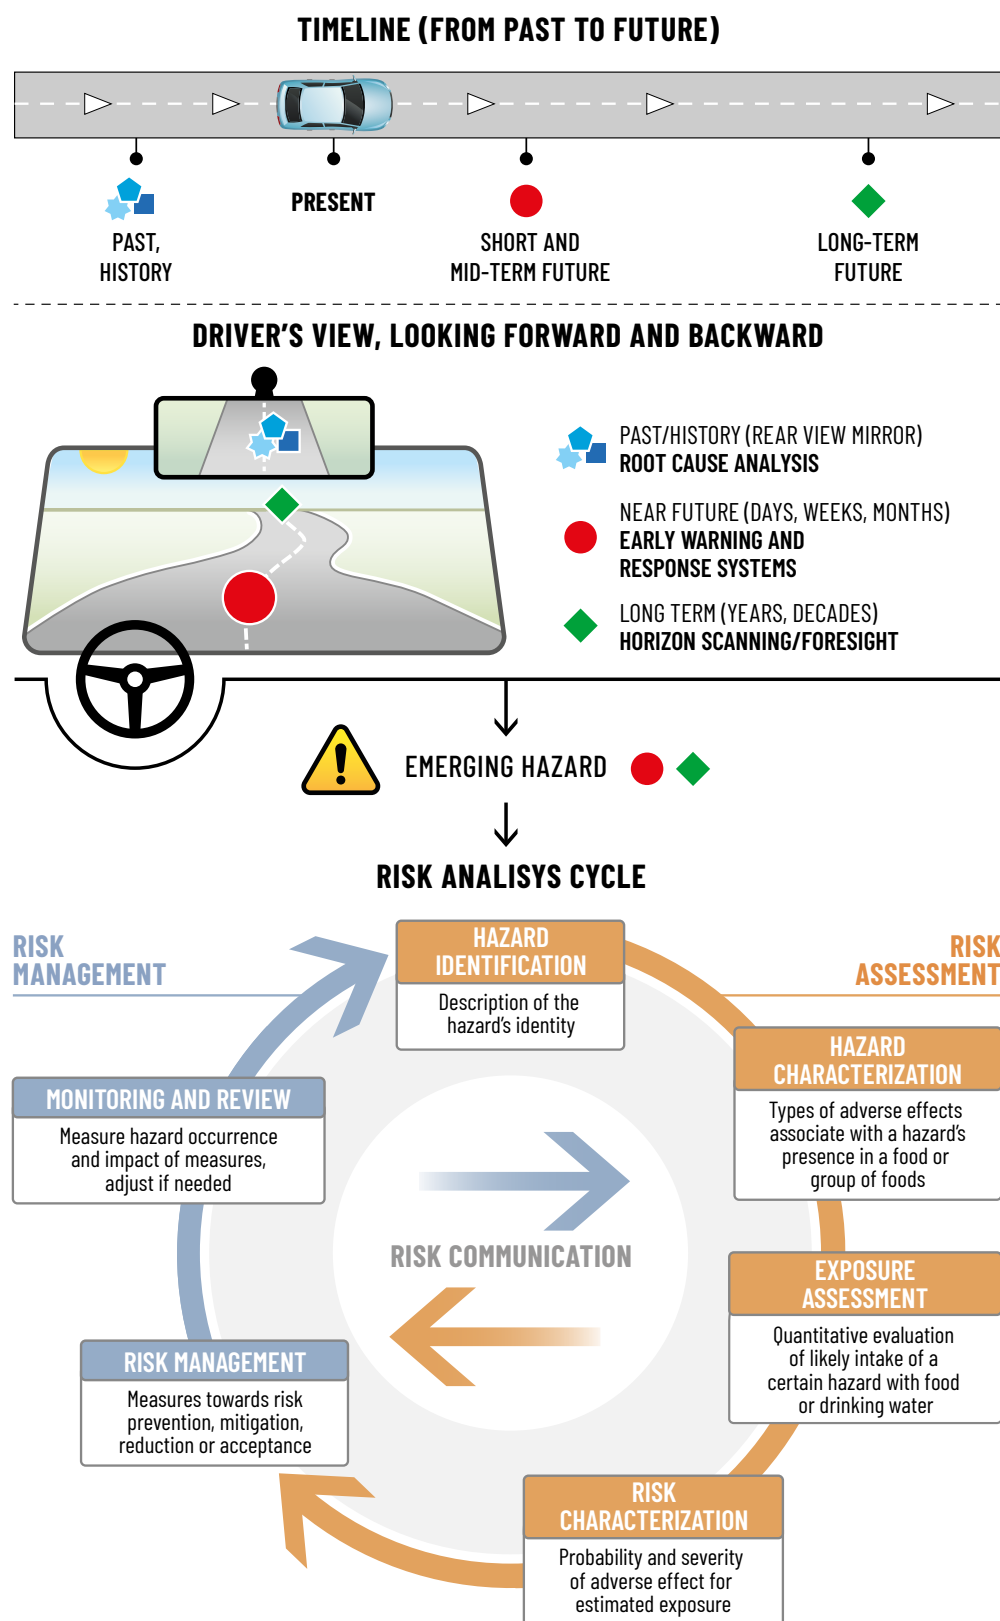 TIMELINE (FROM PAST TO FUTURE)
PAST,
HISTORY
PRESENT
SHORT AND
MID-TERM FUTURE
LONG-TERM
FUTURE
DRIVER'S VIEW, LOOKING FORWARD AND BACKWARD
PAST/HISTORY (REAR VIEW MIRROR)
ROOT CAUSE ANALYSIS
NEAR FUTURE (DAYS, WEEKS, MONTHS)
EARLY WARNING AND
RESPONSE SYSTEMS
LONG TERM (YEARS, DECADES)
HORIZON SCANNING/FORESIGHT
EMERGING HAZARD
RISK ANALISYS CYCLE
RISK
MANAGEMENT
RISK
ASSESSMENT
HAZARD
IDENTIFICATION
Description of the
hazard's identity
HAZARD
CHARACTERIZATION
Types of adverse effects
associate with a hazard's
presence in a food or
group of foods
EXPOSURE
ASSESSMENT
Quantitative evaluation
of likely intake of a
certain hazard with food
or drinking water
RISK
CHARACTERIZATION
Probability and severity
of adverse effect for
estimated exposure
RISK MANAGEMENT
Measures towards risk
prevention, mitigation,
reduction or acceptance
MONITORING AND REVIEW
Measure hazard occurrence
and impact of measures,
adjust if needed
RISK COMMUNICATION